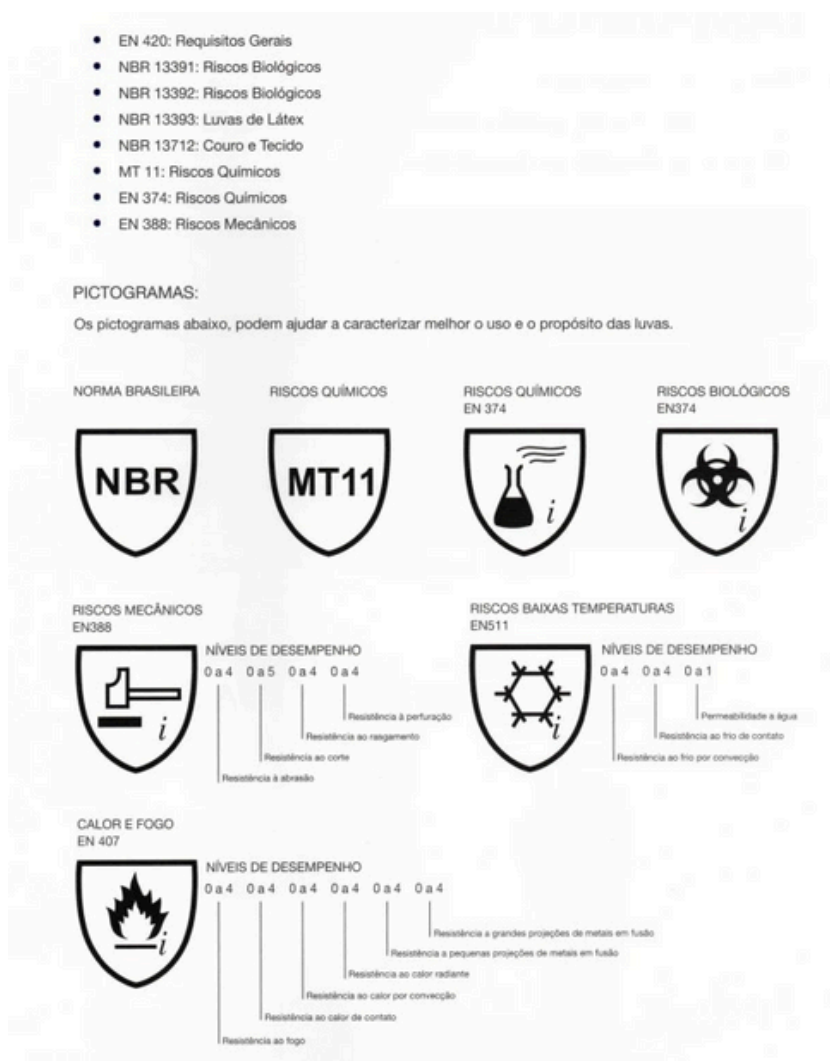 EN 420: Requisitos Gerais
NBR 13391: Riscos Biológicos
NBR 13392: Riscos Biológicos
NBR 13393: Luvas de Látex
NBR 13712: Couro e Tecido
MT 11: Riscos Químicos
EN 374: Riscos Químicos
EN 388: Riscos Mecânicos
PICTOGRAMAS:
Os pictogramas abaixo, podem ajudar a caracterizar melhor o uso e o propósito das luvas.
NORMA BRASILEIRA
NBR
RISCOS QUÍMICOS
MT11
RISCOS QUÍMICOS
EN 374
i
RISCOS BIOLÓGICOS
EN374
i
RISCOS MECÂNICOS
EN388
i
NÍVEIS DE DESEMPENHO
0 a 4 0 a 5 0 a 4 0 a 4
Resistência à perfuração
Resistência ao rasgamento
Resistência ao corte
Resistência à abrasão
RISCOS BAIXAS TEMPERATURAS
EN511
i
NÍVEIS DE DESEMPENHO
0 a 4 0 a 4 0 a 1
Permeabilidade a água
Resistência ao frio de contato
Resistência ao frio por convecção
CALOR E FOGO
EN 407
i
NÍVEIS DE DESEMPENHO
0 a 4 0 a 4 0 a 4 0 a 4 0 a 4 0 a 4
Resistência a grandes projeções de metais em fusão
Resistência a pequenas projeções de metais em fusão
Resistência ao calor radiante
Resistência ao calor por convecção
Resistência ao calor de contato
Resistência ao fogo